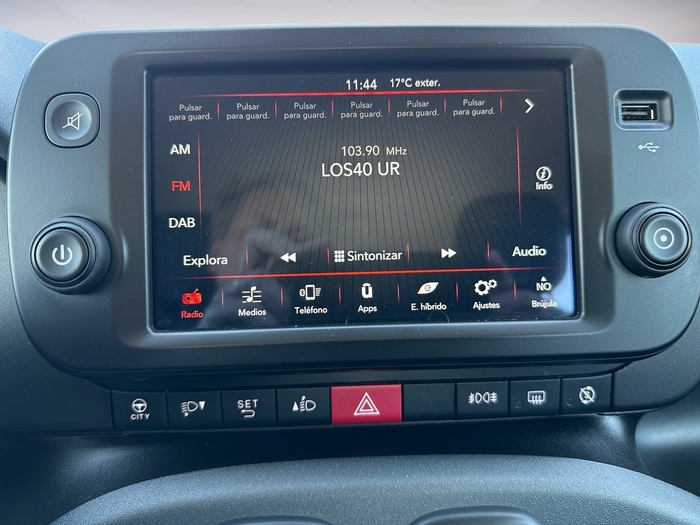 11:44 17°C exter.
Pulsar para guard. Pulsar para guard. Pulsar para guard. Pulsar para guard. Pulsar para guard. Pulsar para guard.
AM
103.90 MHz
LOS40 UR
FM
Info
DAB
Explora Sintonizar Audio
NO
Radio Medios Teléfono Apps E. híbrido Ajustes Brújula
CITY SET